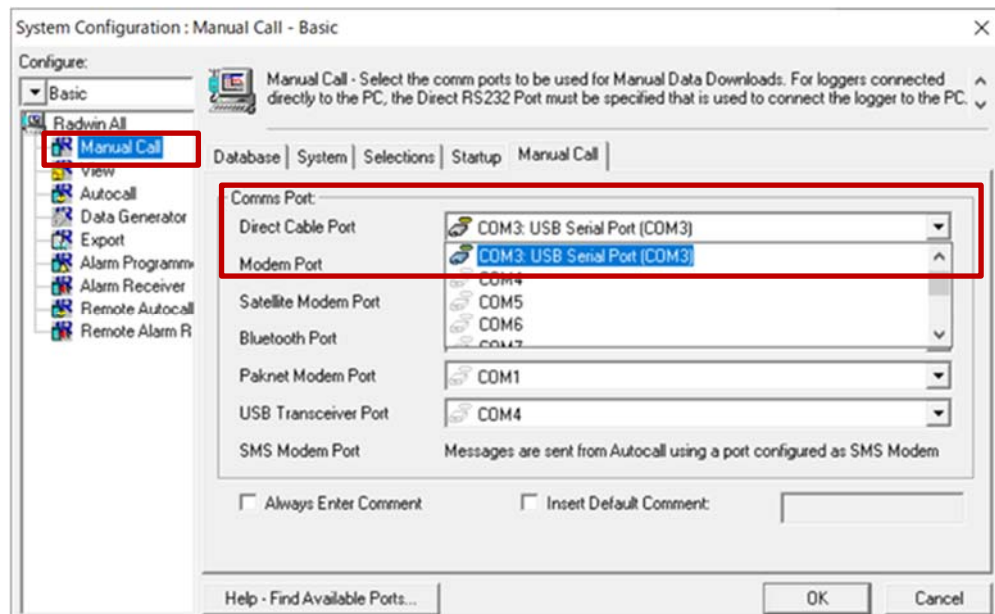 System Configuration : Manual Call - Basic
Configure:
Basic
Radwin All
Manual Call
View
Autocall
Data Generator
Export
Alarm Programm
Alarm Receiver
Remote Autocall
Remote Alarm R
Manual Call - Select the comm ports to be used for Manual Data Downloads. For loggers connected
directly to the PC, the Direct RS232 Port must be specified that is used to connect the logger to the PC.
Database System Selections Startup Manual Call
Comms Port:
Direct Cable Port COM3: USB Serial Port (COM3)
COM3: USB Serial Port (COM3)
Modem Port
COM4
Satellite Modem Port COM5
COM6
Bluetooth Port
COM7
Paknet Modem Port COM1
USB Transceiver Port COM4
SMS Modem Port Messages are sent from Autocall using a port configured as SMS Modem
Always Enter Comment Insert Default Comment:
Help - Find Available Ports... OK Cancel